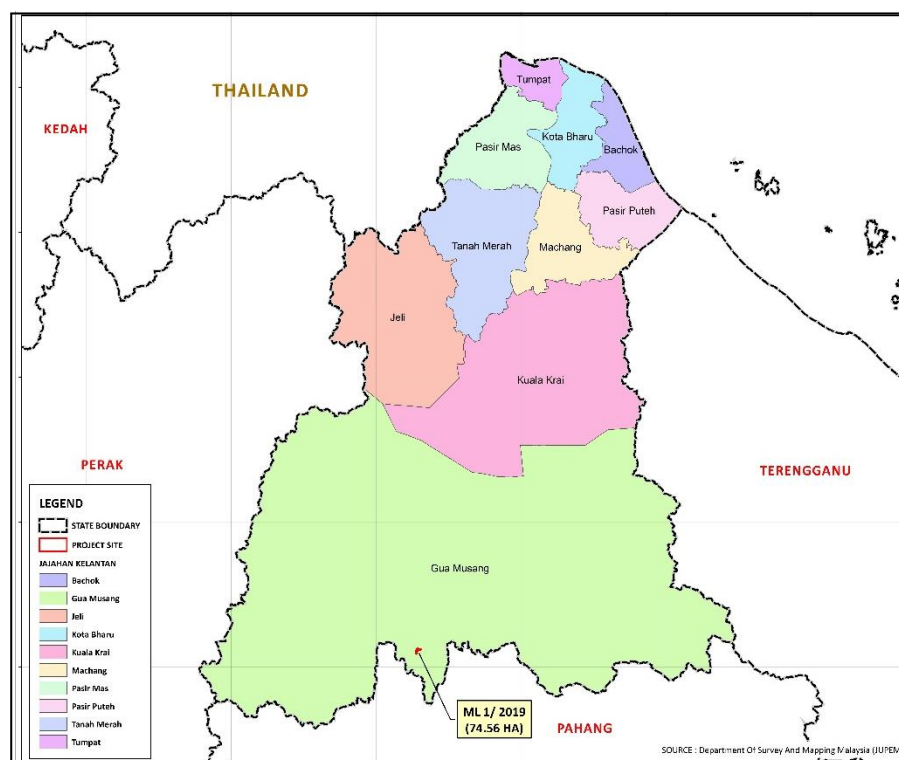 THAILAND
KEDAH
Tumpat
Kota Bharu
Pasir Mas
Bachok
Pasir Puteh
Tanah Merah
Machang
Jeli
Kuala Krai
PERAK
TERENGGANU
Gua Musang
ML 1/ 2019
(74.56 HA)
PAHANG
LEGEND
STATE BOUNDARY
PROJECT SITE
JAJAHAN KELANTAN
Bachok
Gua Musang
Jeli
Kota Bharu
Kuala Krai
Machang
Pasir Mas
Pasir Puteh
Tanah Merah
Tumpat
SOURCE : Department Of Survey And Mapping Malaysia (JUPEM